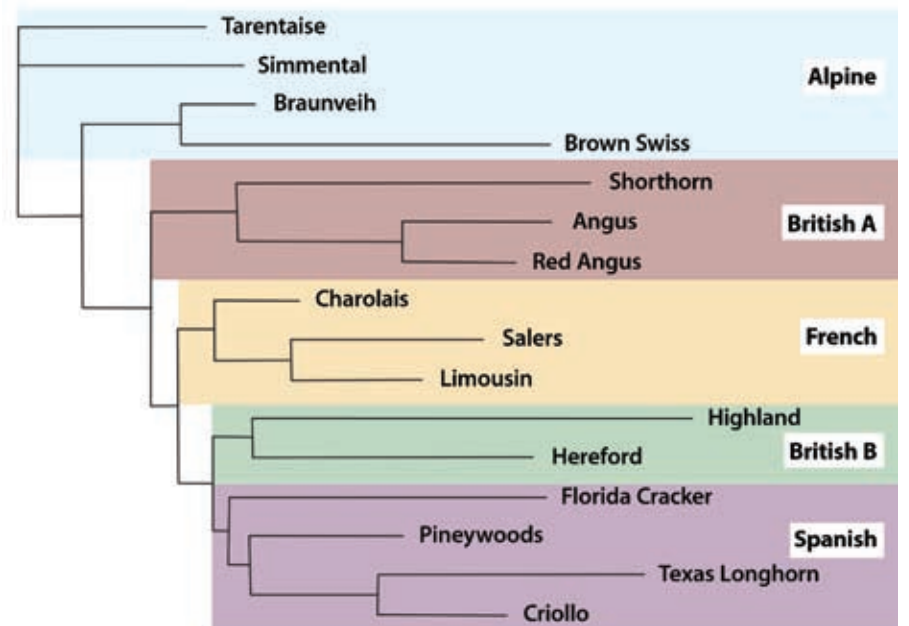 Tarentaise
Simmental
Alpine
Braunveih
Brown Swiss
Shorthorn
Angus
British A
Red Angus
Charolais
Salers
French
Limousin
Highland
British B
Hereford
Florida Cracker
Pineywoods
Spanish
Texas Longhorn
Criollo